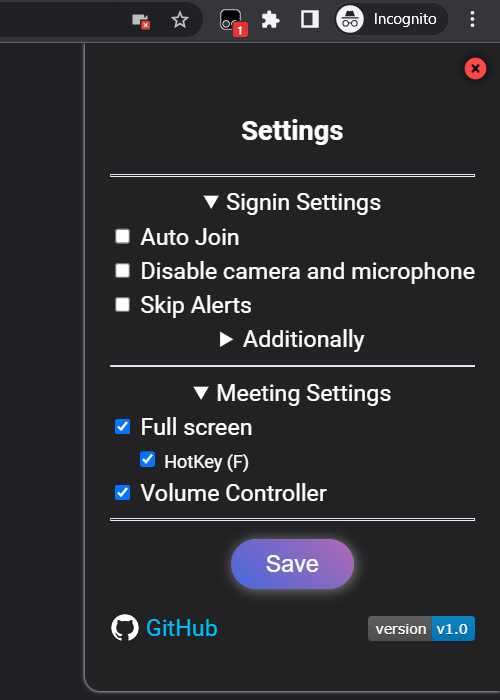 1
Incognito
Settings
▼ Signin Settings
Auto Join
Disable camera and microphone
Skip Alerts
▶ Additionally
▼ Meeting Settings
Full screen
HotKey (F)
Volume Controller
Save
GitHub
version v1.0